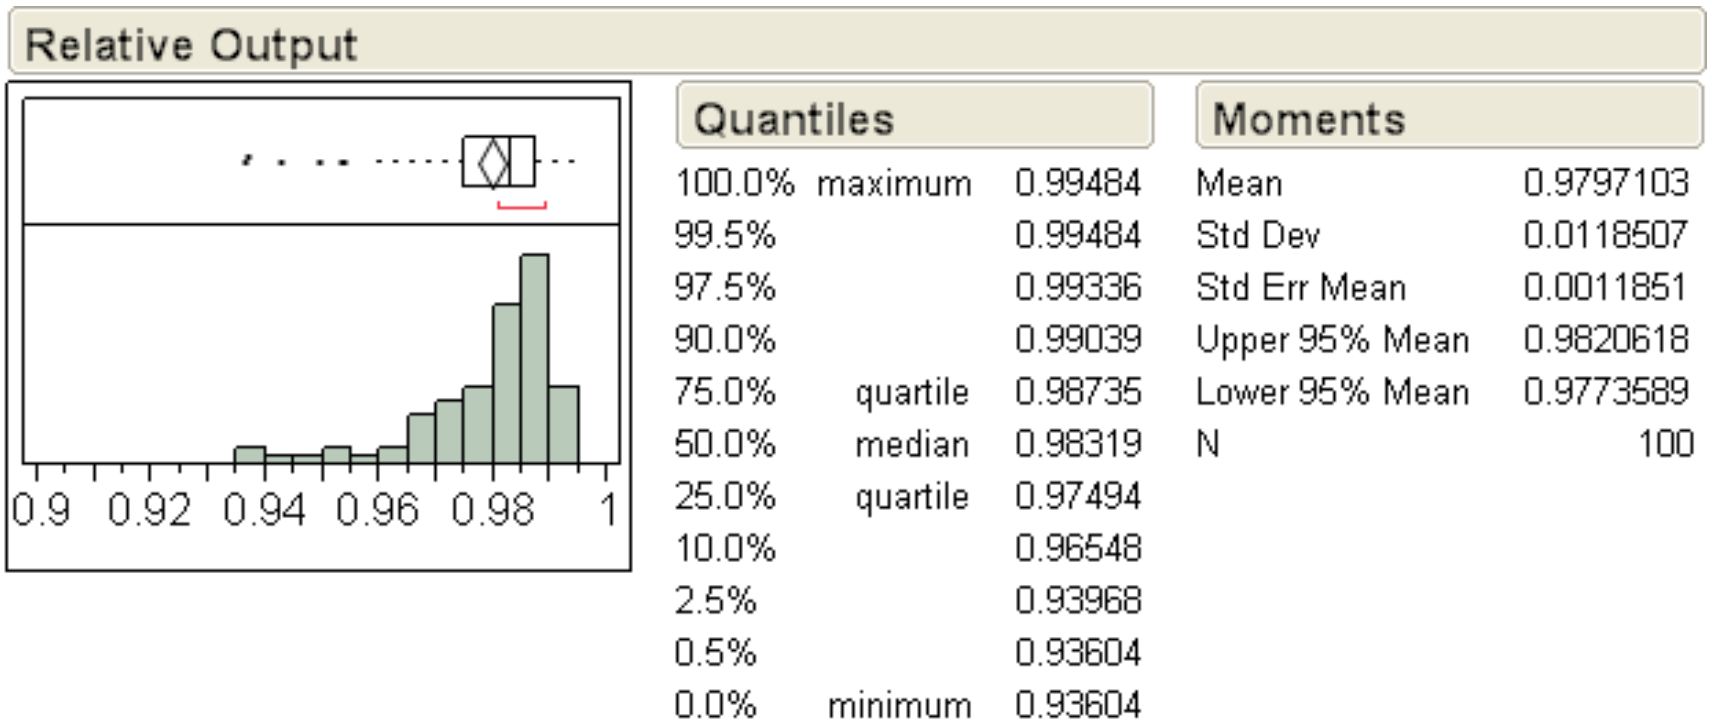 Relative Output
0.9 0.92 0.94 0.96 0.98 1
Quantiles
100.0% maximum 0.99484
99.5% 0.99484
97.5% 0.99336
90.0% 0.99039
75.0% quartile 0.98735
50.0% median 0.98319
25.0% quartile 0.97494
10.0% 0.96548
2.5% 0.93968
0.5% 0.93604
0.0% minimum 0.93604
Moments
Mean 0.9797103
Std Dev 0.0118507
Std Err Mean 0.0011851
Upper 95% Mean 0.9820618
Lower 95% Mean 0.9773589
N 100